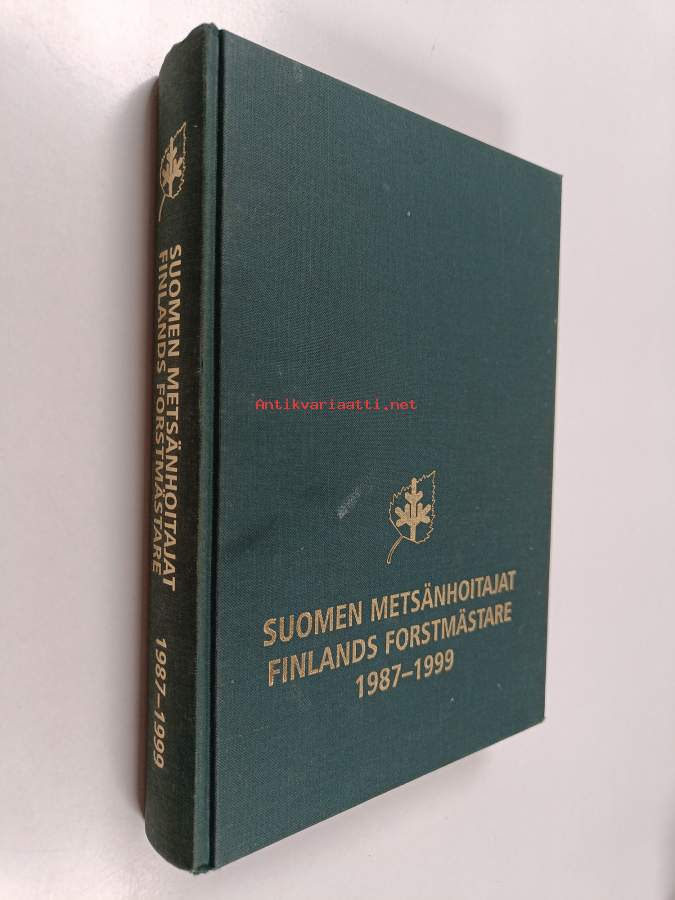 SUOMEN METSÄNHOITAJAT
FINLANDS FORSTMÄSTARE
1987–1999
Antikvariaatti.net
SUOMEN METSÄNHOITAJAT
FINLANDS FORSTMÄSTARE
1987–1999